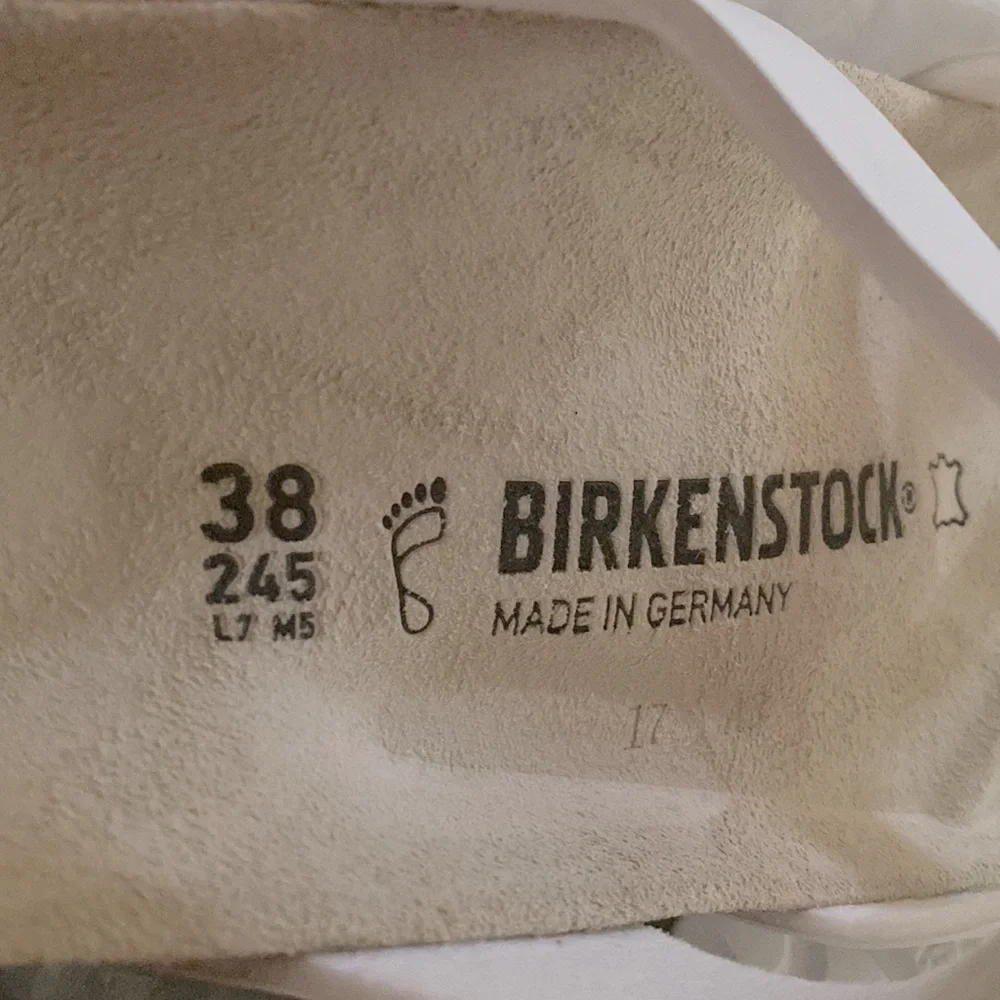 38
245
L7 M5
BIRKENSTOCK®
MADE IN GERMANY
17